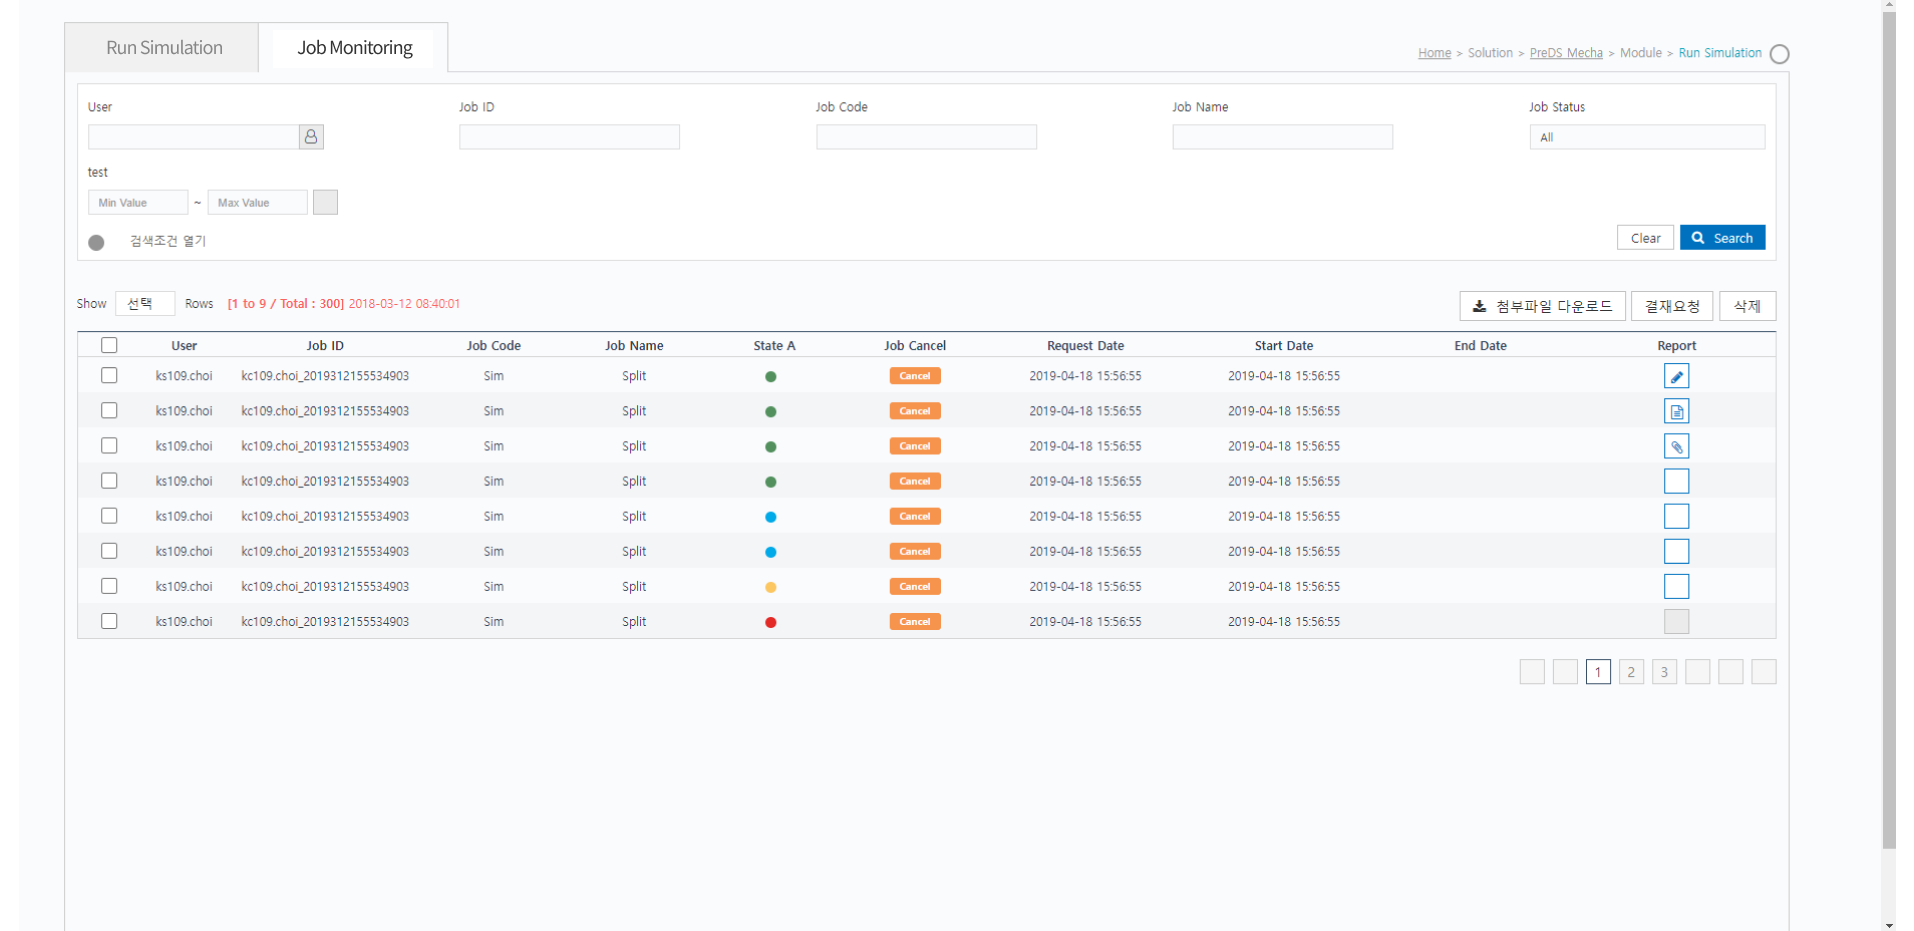 Run Simulation Job Monitoring
Home > Solution > PreDS Mecha > Module > Run Simulation
User Job ID Job Code Job Name Job Status
All
test
Min Value ~ Max Value
검색조건 열기 Clear Search
Show 선택 Rows [1 to 9 / Total : 300] 2018-03-12 08:40:01 첨부파일 다운로드 결재요청 삭제
User Job ID Job Code Job Name State A Job Cancel Request Date Start Date End Date Report
ks109.choi kc109.choi_2019312155534903 Sim Split Cancel 2019-04-18 15:56:55 2019-04-18 15:56:55
ks109.choi kc109.choi_2019312155534903 Sim Split Cancel 2019-04-18 15:56:55 2019-04-18 15:56:55
ks109.choi kc109.choi_2019312155534903 Sim Split Cancel 2019-04-18 15:56:55 2019-04-18 15:56:55
ks109.choi kc109.choi_2019312155534903 Sim Split Cancel 2019-04-18 15:56:55 2019-04-18 15:56:55
ks109.choi kc109.choi_2019312155534903 Sim Split Cancel 2019-04-18 15:56:55 2019-04-18 15:56:55
ks109.choi kc109.choi_2019312155534903 Sim Split Cancel 2019-04-18 15:56:55 2019-04-18 15:56:55
ks109.choi kc109.choi_2019312155534903 Sim Split Cancel 2019-04-18 15:56:55 2019-04-18 15:56:55
ks109.choi kc109.choi_2019312155534903 Sim Split Cancel 2019-04-18 15:56:55 2019-04-18 15:56:55
1 2 3